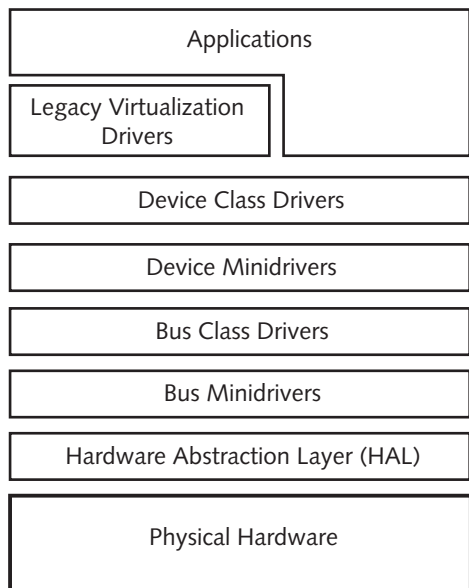 Applications
Legacy Virtualization
Drivers
Device Class Drivers
Device Minidrivers
Bus Class Drivers
Bus Minidrivers
Hardware Abstraction Layer (HAL)
Physical Hardware